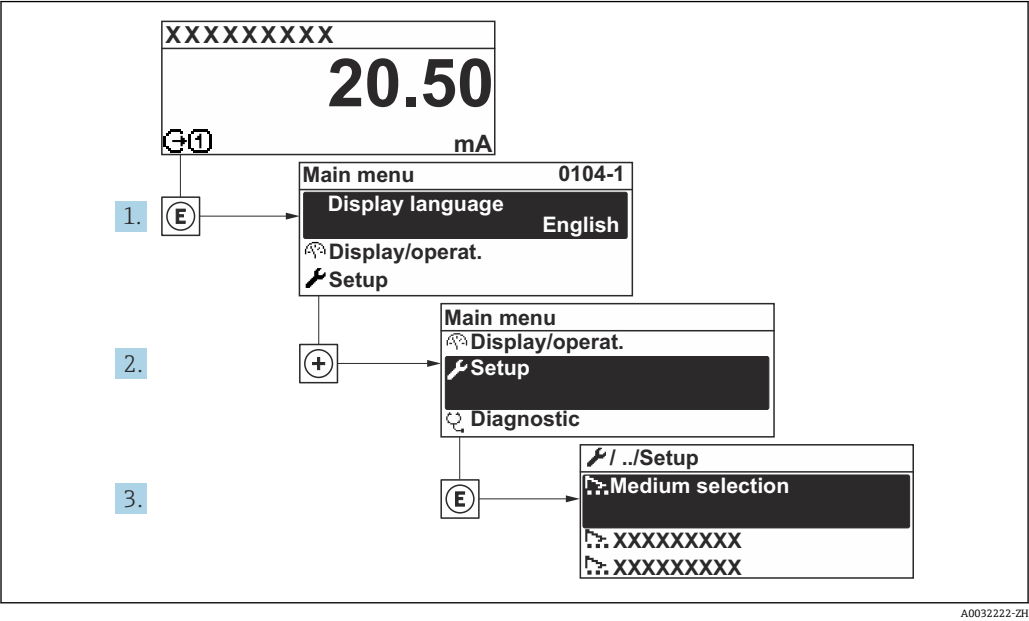 XXXXXXXXX
20.50
1
mA
Main menu 0104-1
1.
E
Display language
English
Display/operat.
Setup
Main menu
Display/operat.
2.
+
Setup
Diagnostic
/ ../Setup
3.
E
Medium selection
XXXXXXXXX
XXXXXXXXX
A0032222-ZH